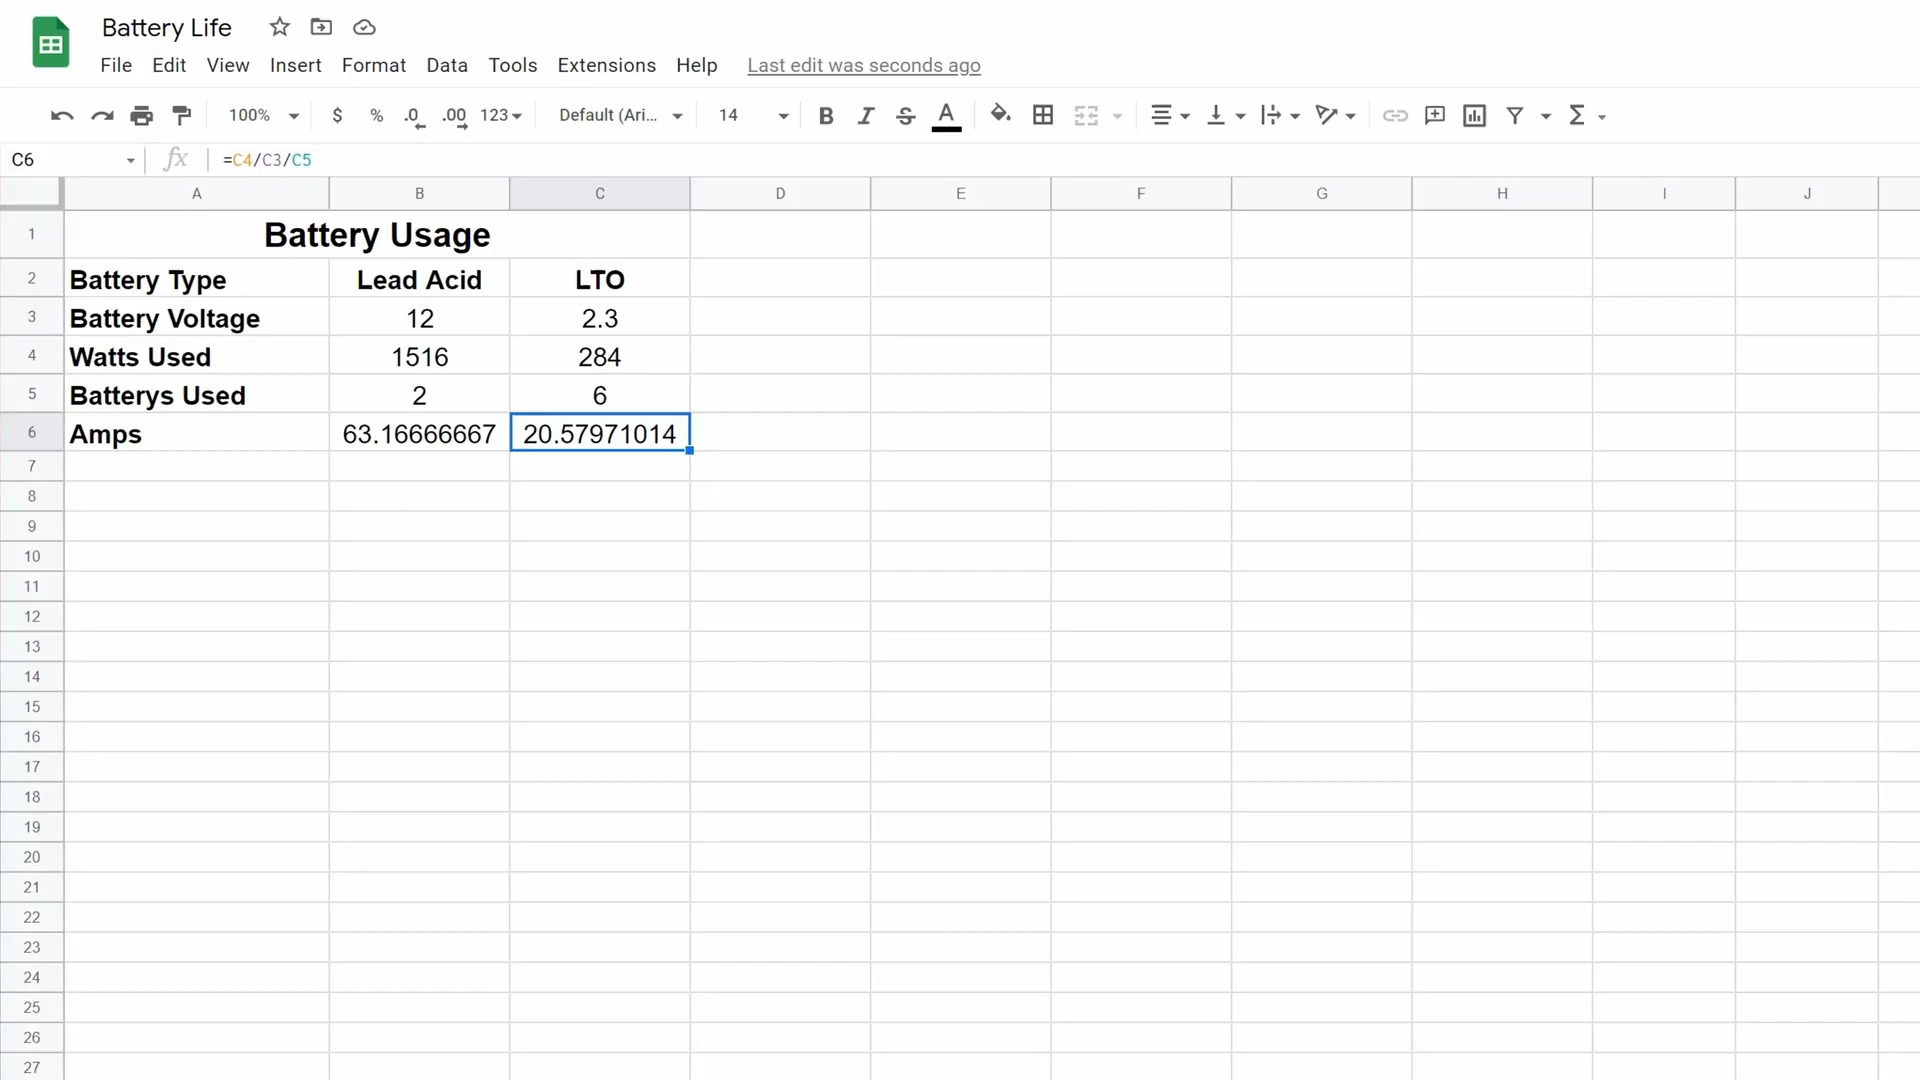 Battery Life
File Edit View Insert Format Data Tools Extensions Help Last edit was seconds ago
100% $ % .0 .00 123 Default (Ari... 14 B I S A Σ
C6 fx =C4/C3/C5
A B C D E F G H I J
1 Battery Usage
2 Battery Type Lead Acid LTO
3 Battery Voltage 12 2.3
4 Watts Used 1516 284
5 Batterys Used 2 6
6 Amps 63.16666667 20.57971014
7
8
9
10
11
12
13
14
15
16
17
18
19
20
21
22
23
24
25
26
27